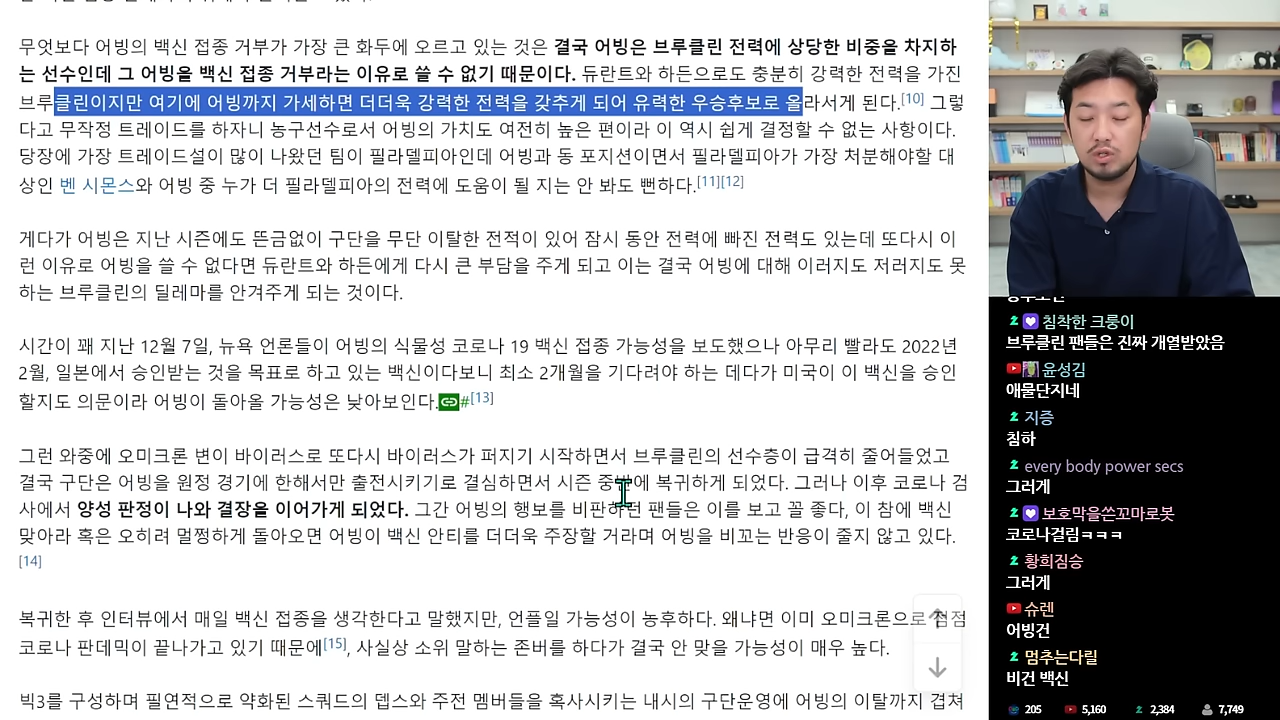 무엇보다 어빙의 백신 접종 거부가 가장 큰 화두에 오르고 있는 것은 결국 어빙은 브루클린 전력에 상당한 비중을 차지하
는 선수인데 그 어빙을 백신 접종 거부라는 이유로 쓸 수 없기 때문이다. 듀란트와 하든으로도 충분히 강력한 전력을 가진
브루클린이지만 여기에 어빙까지 가세하면 더더욱 강력한 전력을 갖추게 되어 유력한 우승후보로 올라서게 된다.[10] 그렇
다고 무작정 트레이드를 하자니 농구선수로서 어빙의 가치도 여전히 높은 편이라 이 역시 쉽게 결정할 수 없는 사항이다.
당장에 가장 트레이드설이 많이 나왔던 팀이 필라델피아인데 어빙과 동 포지션이면서 필라델피아가 가장 처분해야할 대
상인 벤 시몬스와 어빙 중 누가 더 필라델피아의 전력에 도움이 될 지는 안 봐도 뻔하다.[11][12]
게다가 어빙은 지난 시즌에도 뜬금없이 구단을 무단 이탈한 전적이 있어 잠시 동안 전력에 빠진 전력도 있는데 또다시 이
런 이유로 어빙을 쓸 수 없다면 듀란트와 하든에게 다시 큰 부담을 주게 되고 이는 결국 어빙에 대해 이러지도 저러지도 못
하는 브루클린의 딜레마를 안겨주게 되는 것이다.
시간이 꽤 지난 12월 7일, 뉴욕 언론들이 어빙의 식물성 코로나 19 백신 접종 가능성을 보도했으나 아무리 빨라도 2022년
2월, 일본에서 승인받는 것을 목표로 하고 있는 백신이다보니 최소 2개월을 기다려야 하는 데다가 미국이 이 백신을 승인
할지도 의문이라 어빙이 돌아올 가능성은 낮아보인다.#[13]
그런 와중에 오미크론 변이 바이러스로 또다시 바이러스가 퍼지기 시작하면서 브루클린의 선수층이 급격히 줄어들었고
결국 구단은 어빙을 원정 경기에 한해서만 출전시키기로 결심하면서 시즌 중반에 복귀하게 되었다. 그러나 이후 코로나 검
사에서 양성 판정이 나와 결장을 이어가게 되었다. 그간 어빙의 행보를 비판하던 팬들은 이를 보고 꼴 좋다, 이 참에 백신
맞아라 혹은 오히려 멀쩡하게 돌아오면 어빙이 백신 안티를 더더욱 주장할 거라며 어빙을 비꼬는 반응이 줄지 않고 있다.
[14]
복귀한 후 인터뷰에서 매일 백신 접종을 생각한다고 말했지만, 언플일 가능성이 농후하다. 왜냐면 이미 오미크론으로 점점
코로나 판데믹이 끝나가고 있기 때문에[15], 사실상 소위 말하는 존버를 하다가 결국 안 맞을 가능성이 매우 높다.
빅3를 구성하며 필연적으로 약화된 스쿼드의 뎁스와 주전 멤버들을 혹사시키는 내시의 구단운영에 어빙의 이탈까지 겹쳐
침착한 크룽이
브루클린 팬들은 진짜 개열받았음
윤성김
애물단지네
지증
침하
every body power secs
그러게
보호막을쓴꼬마로봇
코로나걸림ㅋㅋㅋ
황희짐승
그러게
슈렌
어빙건
멈추는다릴
비건 백신
205 5,160 2,384 7,749